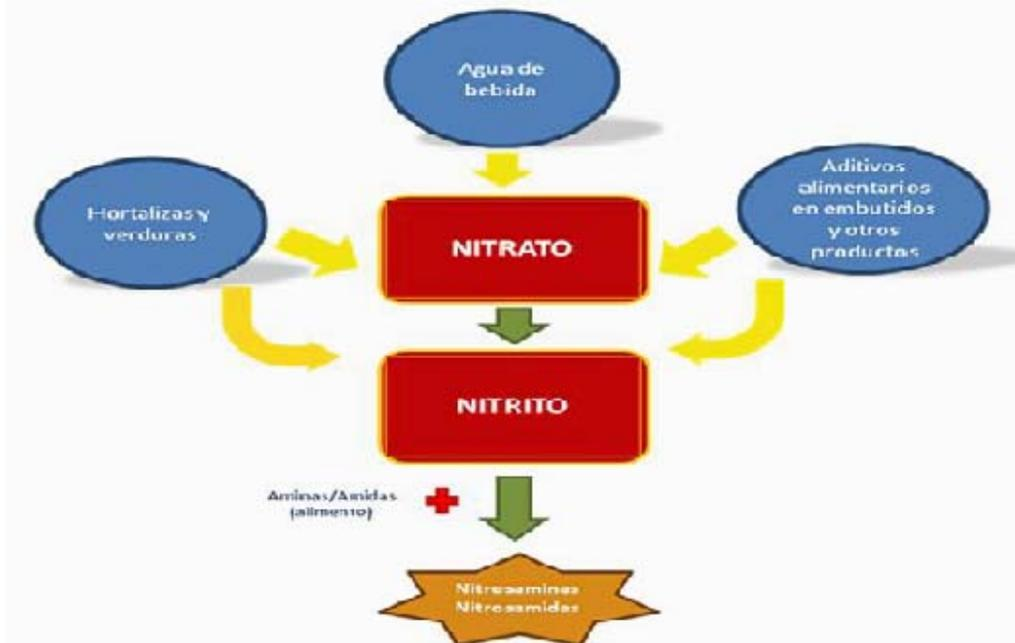 Agua de
bebida
Hortalizas y
verduras
Aditivos
alimentarios
en embutidos
y otros
productos
NITRATO
NITRITO
Aminas/Amidas
(alimento)
Nitrosaminas
Nitrosamidas